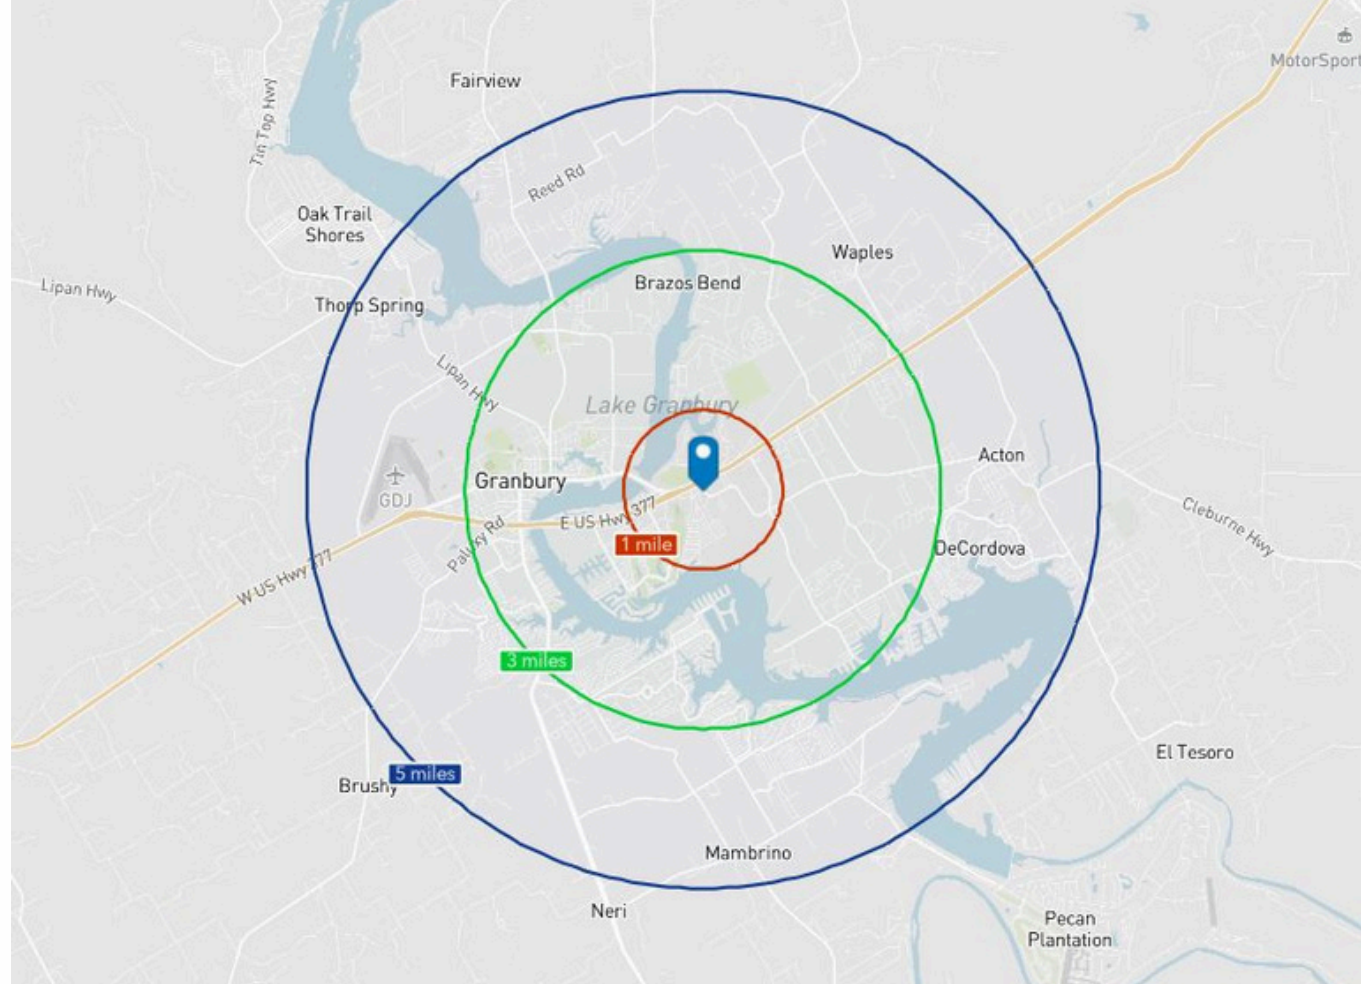 MotorSport
Fairview
Tin Top Hwy
Reed Rd
Oak Trail
Shores
Waples
Lipan Hwy
Brazos Bend
Thorp Spring
Lipan Hwy
Lake Granbury
Acton
GDJ
Granbury
E US Hwy 377
Cleburne Hwy
Paluxy Rd
1 mile
DeCordova
W US Hwy 377
3 miles
El Tesoro
5 miles
Brushy
Mambrino
Neri
Pecan
Plantation